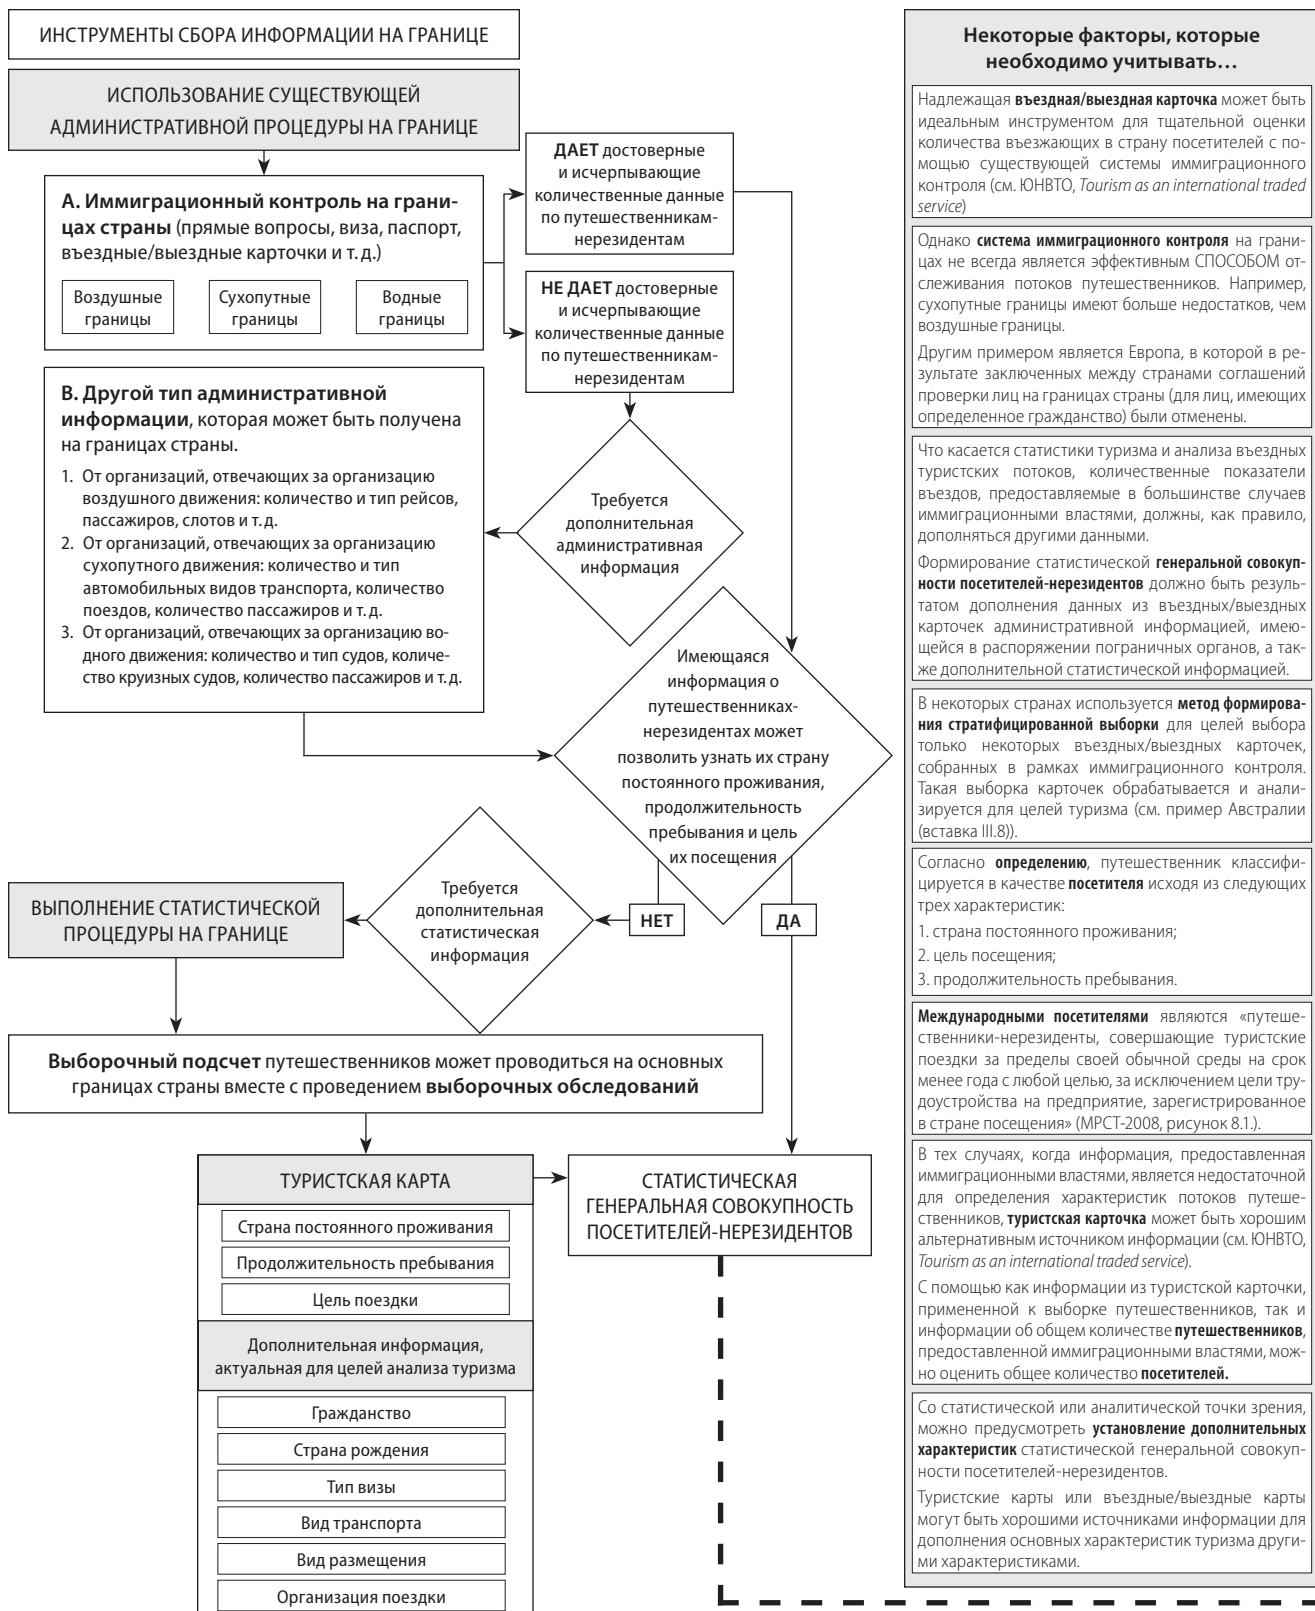 ИНСТРУМЕНТЫ СБОРА ИНФОРМАЦИИ НА ГРАНИЦЕ
ИСПОЛЬЗОВАНИЕ СУЩЕСТВУЮЩЕЙ
АДМИНИСТРАТИВНОЙ ПРОЦЕДУРЫ НА ГРАНИЦЕ
A. Иммиграционный контроль на грани-
цах страны (прямые вопросы, виза, паспорт,
въездные/выездные карточки и т. д.)
Воздушные
границы
Сухопутные
границы
Водные
границы
ДАЕТ достоверные
и исчерпывающие
количественные данные
по путешественникам-
нерезидентам
НЕ ДАЕТ достоверные
и исчерпывающие
количественные данные
по путешественникам-
нерезидентам
B. Другой тип административной
информации, которая может быть получена
на границах страны.
1. От организаций, отвечающих за организацию
воздушного движения: количество и тип рейсов,
пассажиров, слотов и т. д.
2. От организаций, отвечающих за организацию
сухопутного движения: количество и тип
автомобильных видов транспорта, количество
поездов, количество пассажиров и т. д.
3. От организаций, отвечающих за организацию во-
дного движения: количество и тип судов, количе-
ство круизных судов, количество пассажиров и т. д.
Требуется
дополнительная
административная
информация
Имеющаяся
информация о
путешественниках-
нерезидентах может
позволить узнать их страну
постоянного проживания,
продолжительность
пребывания и цель
их посещения
НЕТ
ДА
Требуется
дополнительная
статистическая
информация
ВЫПОЛНЕНИЕ СТАТИСТИЧЕСКОЙ
ПРОЦЕДУРЫ НА ГРАНИЦЕ
Выборочный подсчет путешественников может проводиться на основных
границах страны вместе с проведением выборочных обследований
ТУРИСТСКАЯ КАРТА
Страна постоянного проживания
Продолжительность пребывания
Цель поездки
Дополнительная информация,
актуальная для целей анализа туризма
Гражданство
Страна рождения
Тип визы
Вид транспорта
Вид размещения
Организация поездки
СТАТИСТИЧЕСКАЯ
ГЕНЕРАЛЬНАЯ СОВОКУПНОСТЬ
ПОСЕТИТЕЛЕЙ-НЕРЕЗИДЕНТОВ
Некоторые факторы, которые
необходимо учитывать…
Надлежащая въездная/выездная карточка может быть
идеальным инструментом для тщательной оценки
количества въезжающих в страну посетителей с по-
мощью существующей системы иммиграционного
контроля (см. ЮНВТО, Tourism as an international traded
service)
Однако система иммиграционного контроля на грани-
цах не всегда является эффективным СПОСОБОМ от-
слеживания потоков путешественников. Например,
сухопутные границы имеют больше недостатков, чем
воздушные границы.
Другим примером является Европа, в которой в ре-
зультате заключенных между странами соглашений
проверки лиц на границах страны (для лиц, имеющих
определенное гражданство) были отменены.
Что касается статистики туризма и анализа въездных
туристских потоков, количественные показатели
въездов, предоставляемые в большинстве случаев
иммиграционными властями, должны, как правило,
дополняться другими данными.
Формирование статистической генеральной совокуп-
ности посетителей-нерезидентов должно быть резуль-
татом дополнения данных из въездных/выездных
карточек административной информацией, имею-
щейся в распоряжении пограничных органов, а так-
же дополнительной статистической информацией.
В некоторых странах используется метод формирова-
ния стратифицированной выборки для целей выбора
только некоторых въездных/выездных карточек,
собранных в рамках иммиграционного контроля.
Такая выборка карточек обрабатывается и анали-
зируется для целей туризма (см. пример Австралии
(вставка III.8)).
Согласно определению, путешественник классифи-
цируется в качестве посетителя исходя из следующих
трех характеристик:
1. страна постоянного проживания;
2. цель посещения;
3. продолжительность пребывания.
Международными посетителями являются «путеше-
ственники-нерезиденты, совершающие туристские
поездки за пределы своей обычной среды на срок
менее года с любой целью, за исключением цели тру-
доустройства на предприятие, зарегистрированное
в стране посещения» (МРСТ-2008, рисунок 8.1.).
В тех случаях, когда информация, предоставленная
иммиграционными властями, является недостаточной
для определения характеристик потоков путеше-
ственников, туристская карточка может быть хорошим
альтернативным источником информации (см. ЮНВТО,
Tourism as an international traded service).
С помощью как информации из туристской карточки,
примененной к выборке путешественников, так и
информации об общем количестве путешественников,
предоставленной иммиграционными властями, мож-
но оценить общее количество посетителей.
Со статистической или аналитической точки зрения,
можно предусмотреть установление дополнительных
характеристик статистической генеральной совокуп-
ности посетителей-нерезидентов.
Туристские карты или въездные/выездные карты
могут быть хорошими источниками информации для
дополнения основных характеристик туризма други-
ми характеристиками.